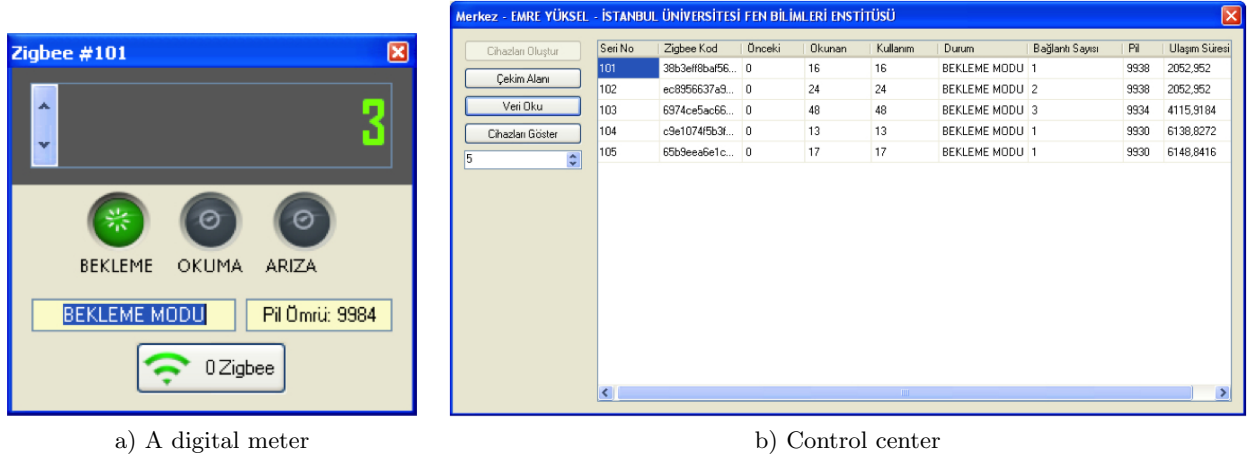 Zigbee #101
3
BEKLEME OKUMA ARIZA
BEKLEME MODU Pil Ömrü: 9984
0 Zigbee
a) A digital meter
Merkez - EMRE YÜKSEL - İSTANBUL ÜNİVERSİTESİ FEN BİLİMLERİ ENSTİTÜSÜ
Cihazları Oluştur
Çekim Alanı
Veri Oku
Cihazları Göster
5
Seri No Zigbee Kod Önceki Okunan Kullanım Durum Bağlantı Sayısı Pil Ulaşım Süresi
101 38b3eff8baf56... 0 16 16 BEKLEME MODU 1 9938 2052,952
102 ec8956637a9... 0 24 24 BEKLEME MODU 2 9938 2052,952
103 6974ce5ac66... 0 48 48 BEKLEME MODU 3 9934 4115,9184
104 c9e1074f5b3f... 0 13 13 BEKLEME MODU 1 9930 6138,8272
105 65b9eea6e1c... 0 17 17 BEKLEME MODU 1 9930 6148,8416
b) Control center